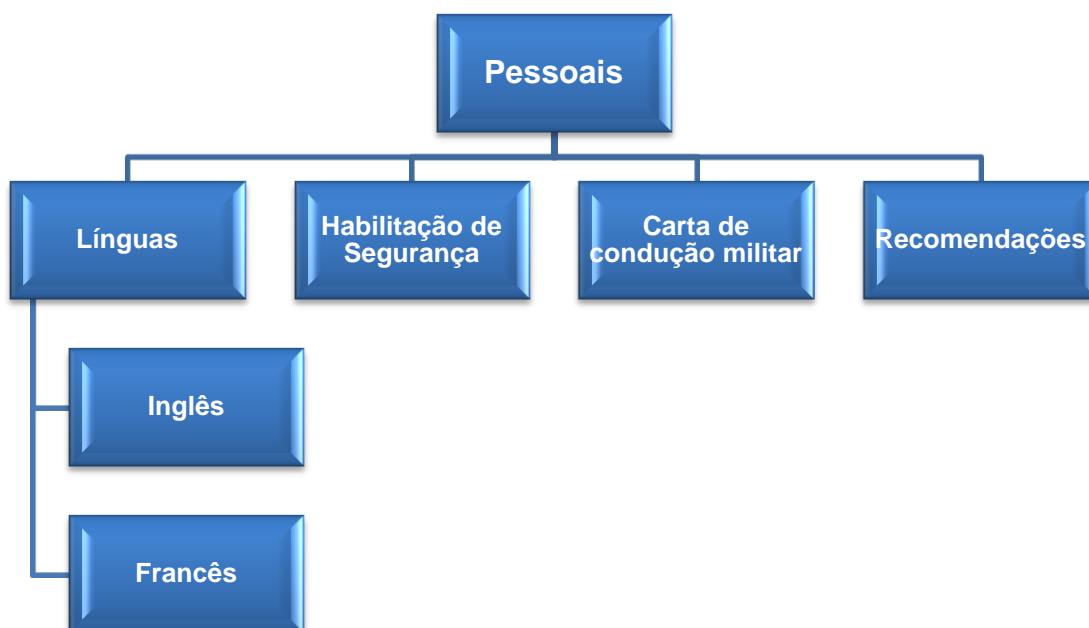 Pessoais
Línguas
Habilitação de
Segurança
Carta de
condução militar
Recomendações
Inglês
Francês